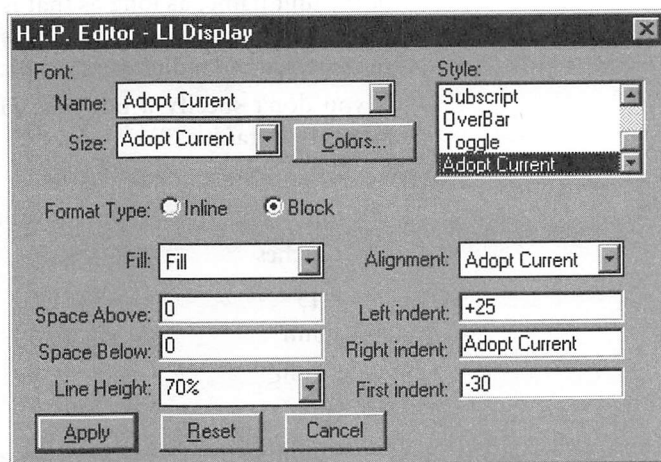 H.i.P. Editor - LI Display
Font:
Name: Adopt Current
Size: Adopt Current
Colors...
Style:
Subscript
OverBar
Toggle
Adopt Current
Format Type: Inline Block
Fill: Fill
Alignment: Adopt Current
Space Above: 0
Left indent: +25
Space Below: 0
Right indent: Adopt Current
Line Height: 70%
First indent: -30
Apply Reset Cancel